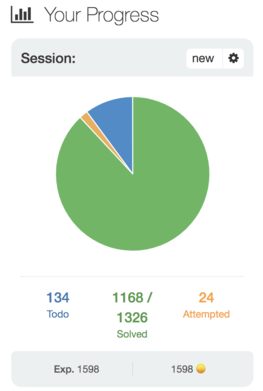 Your Progress
Session: new
134 1168 / 24
1326
Todo Attempted
Solved
Exp. 1598 1598